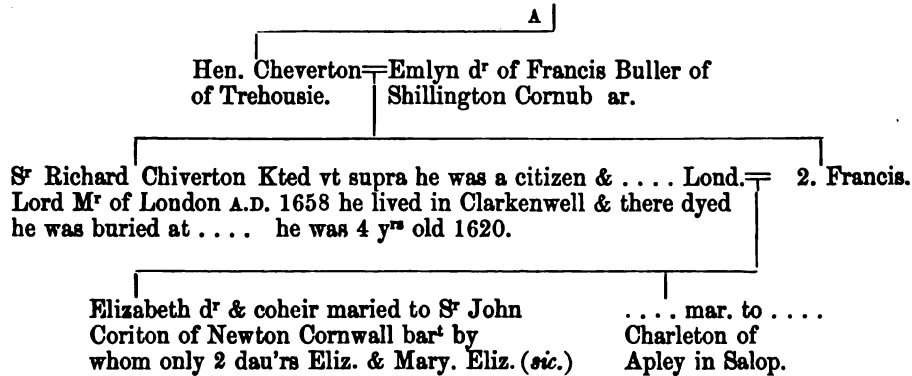 A
Hen. Cheverton = Emlyn dʳ of Francis Buller of
of Trehousie. Shillington Cornub ar.
Sʳ Richard Chiverton Kted vt supra he was a citizen & . . . . Lond. = 2. Francis.
Lord Mʳ of London A.D. 1658 he lived in Clarkenwell & there dyed
he was buried at . . . . he was 4 yʳˢ old 1620.
Elizabeth dʳ & coheir maried to Sʳ John
Coriton of Newton Cornwall barᵗ by
whom only 2 dau'rs Eliz. & Mary. Eliz. (sic.)
. . . . mar. to . . . .
Charleton of
Apley in Salop.